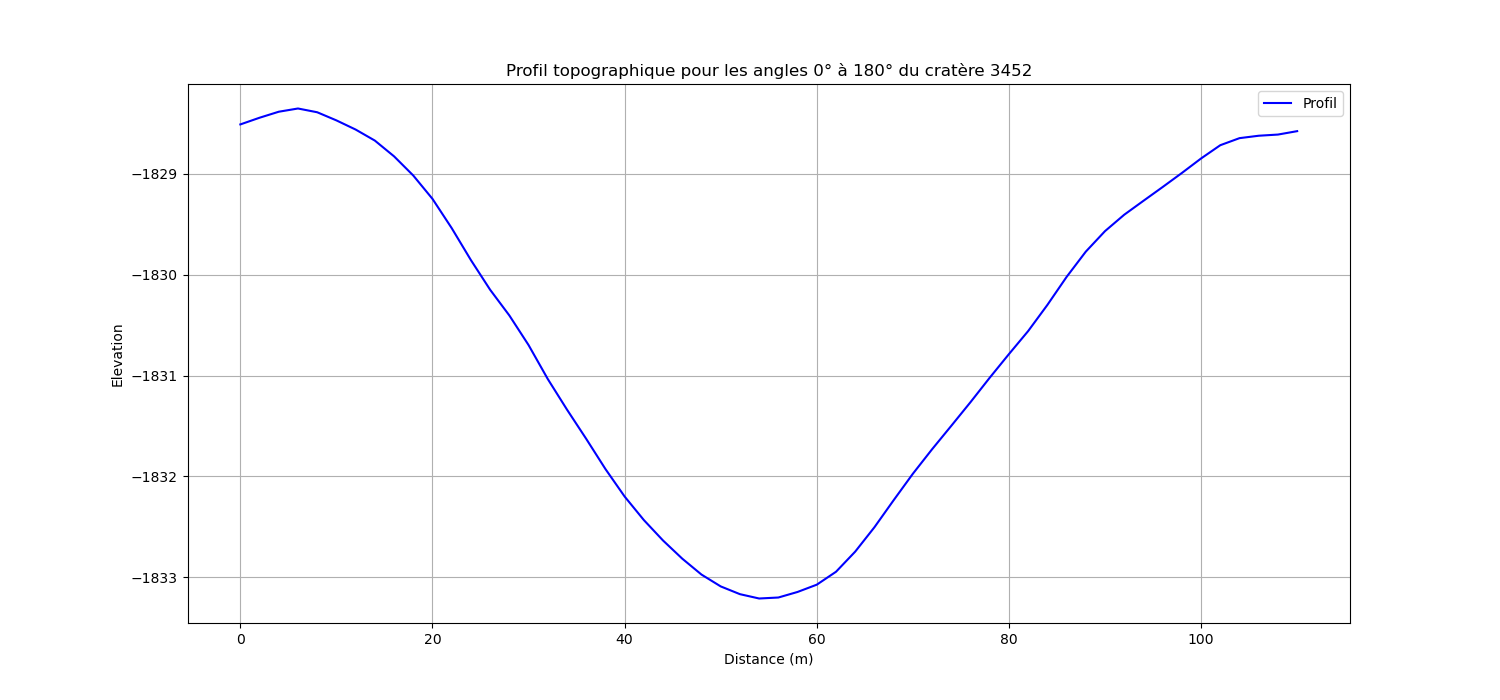 Profil topographique pour les angles 0° à 180° du cratère 3452
Profil
−1829
−1830
−1831
−1832
−1833
Elevation
0 20 40 60 80 100
Distance (m)